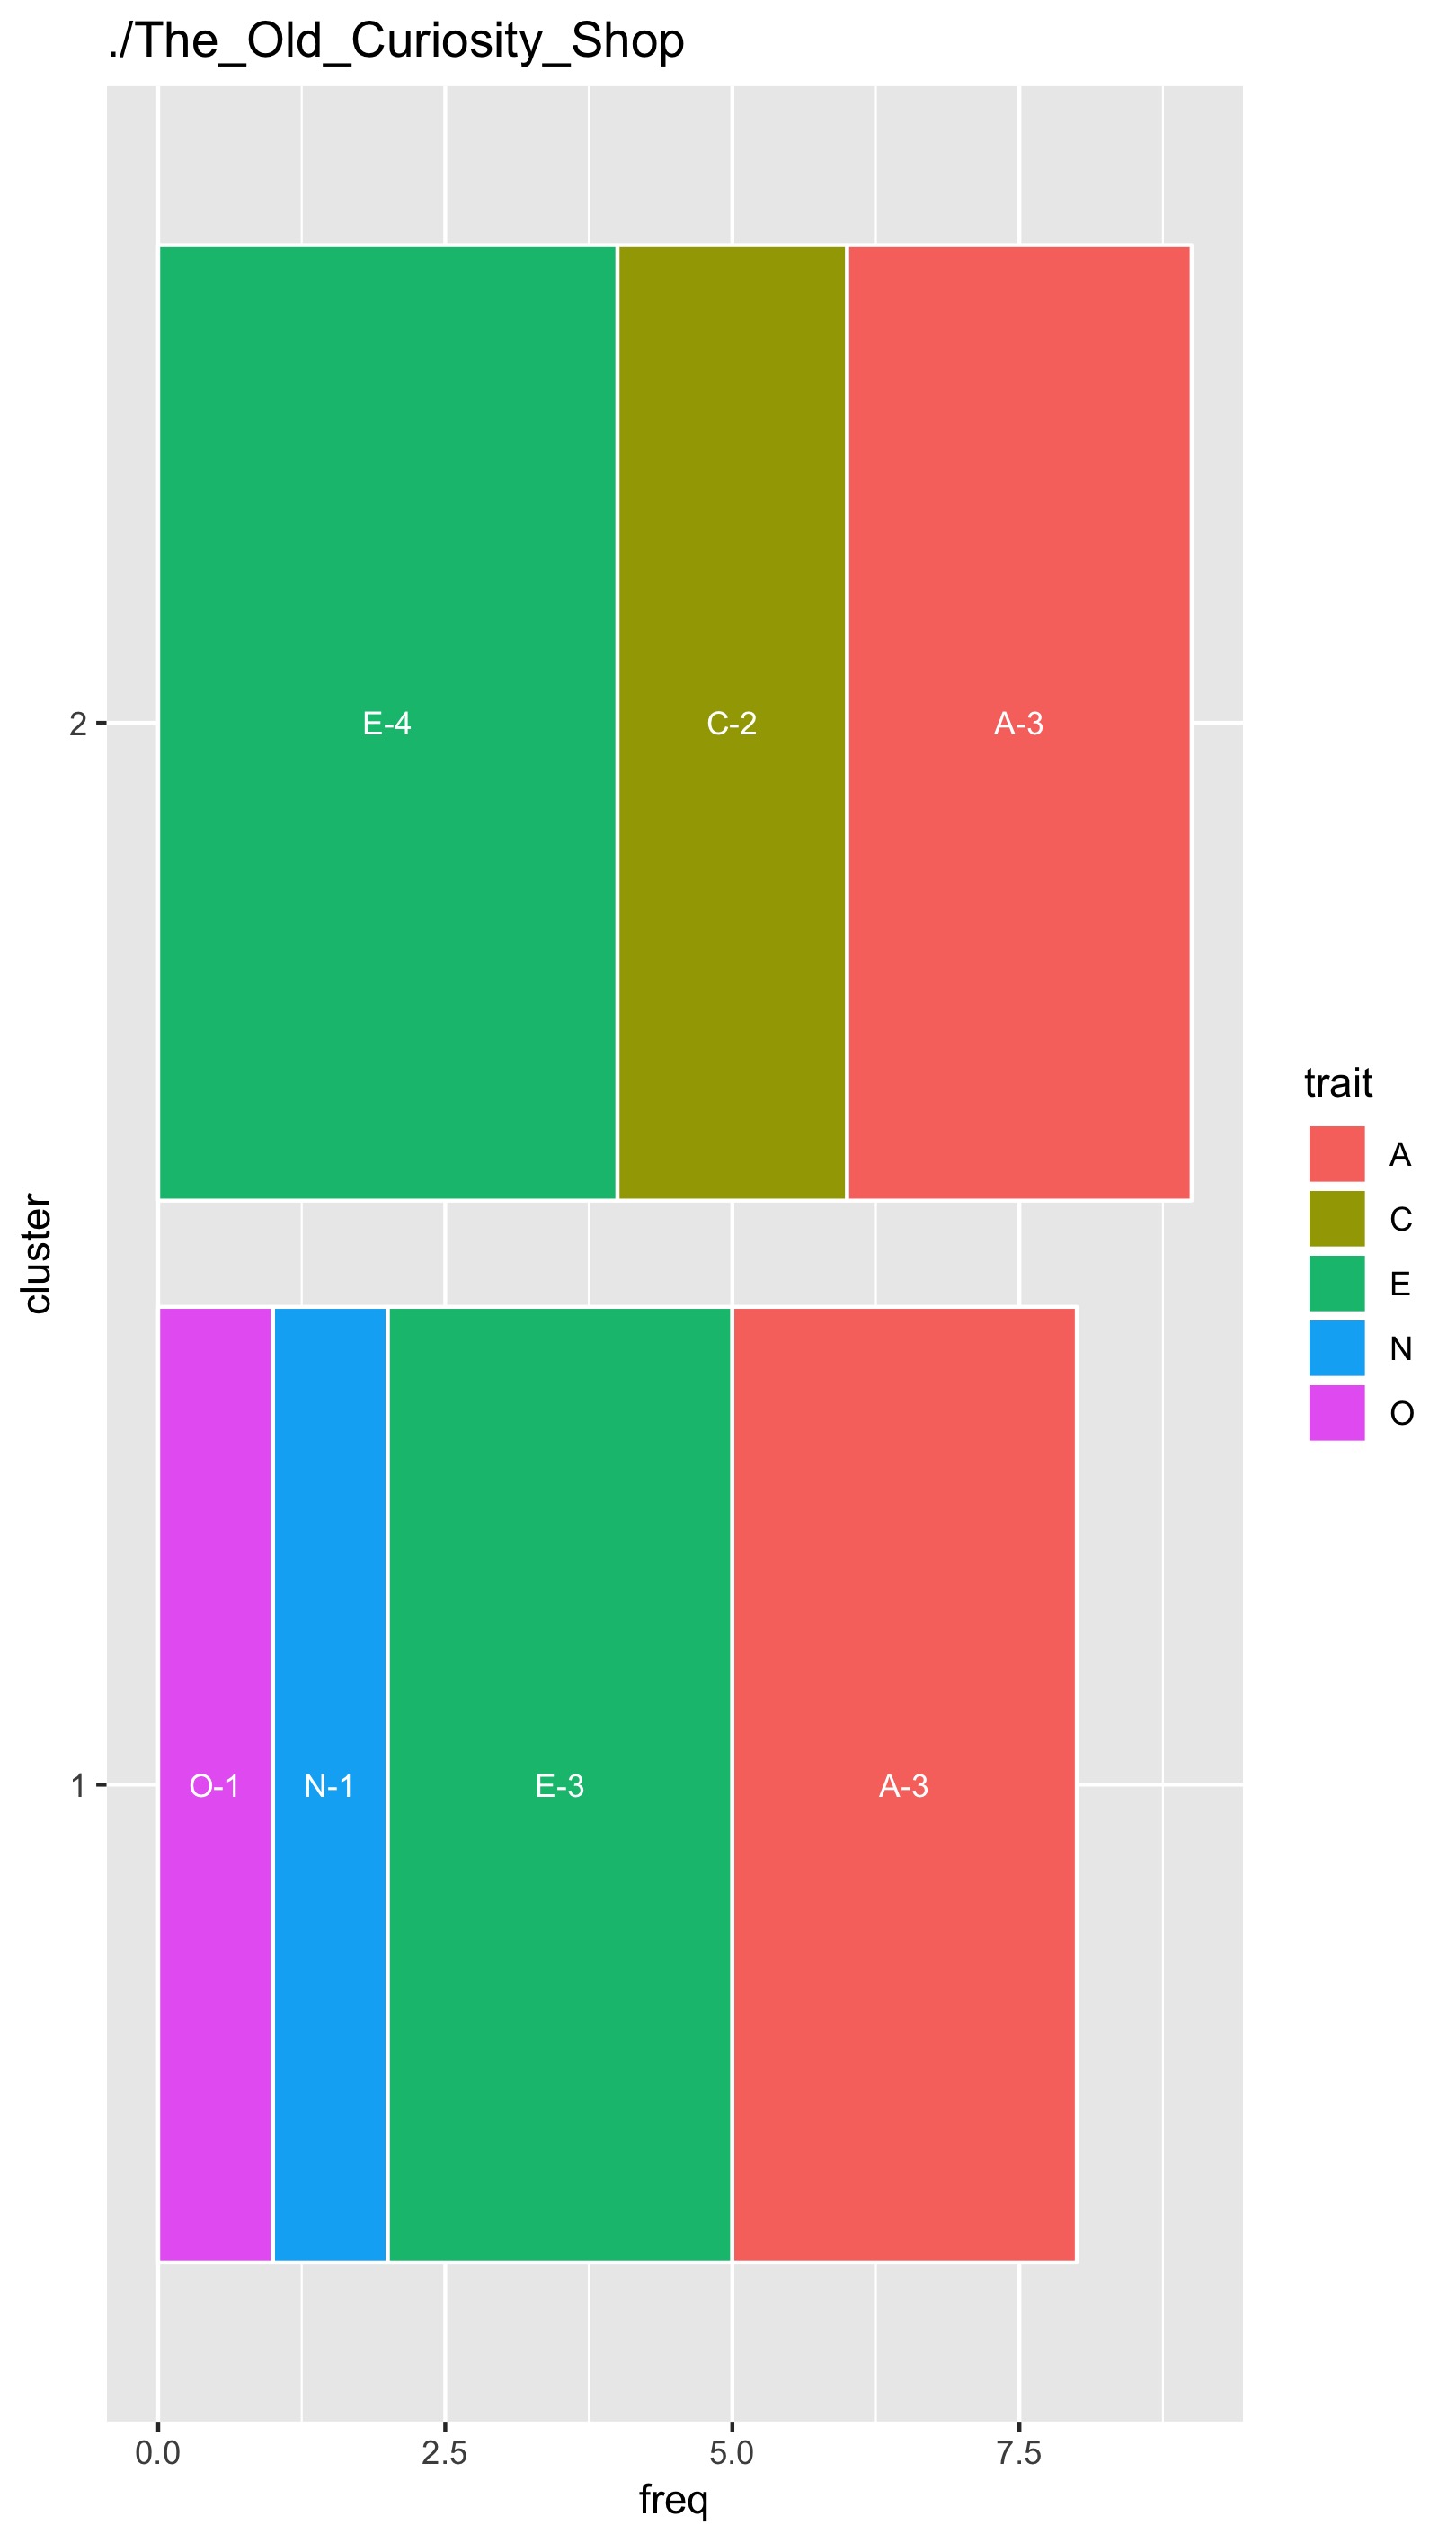 ./The_Old_Curiosity_Shop
2
E-4
C-2
A-3
cluster
1
O-1
N-1
E-3
A-3
0.0
2.5
5.0
7.5
freq
trait
A
C
E
N
O